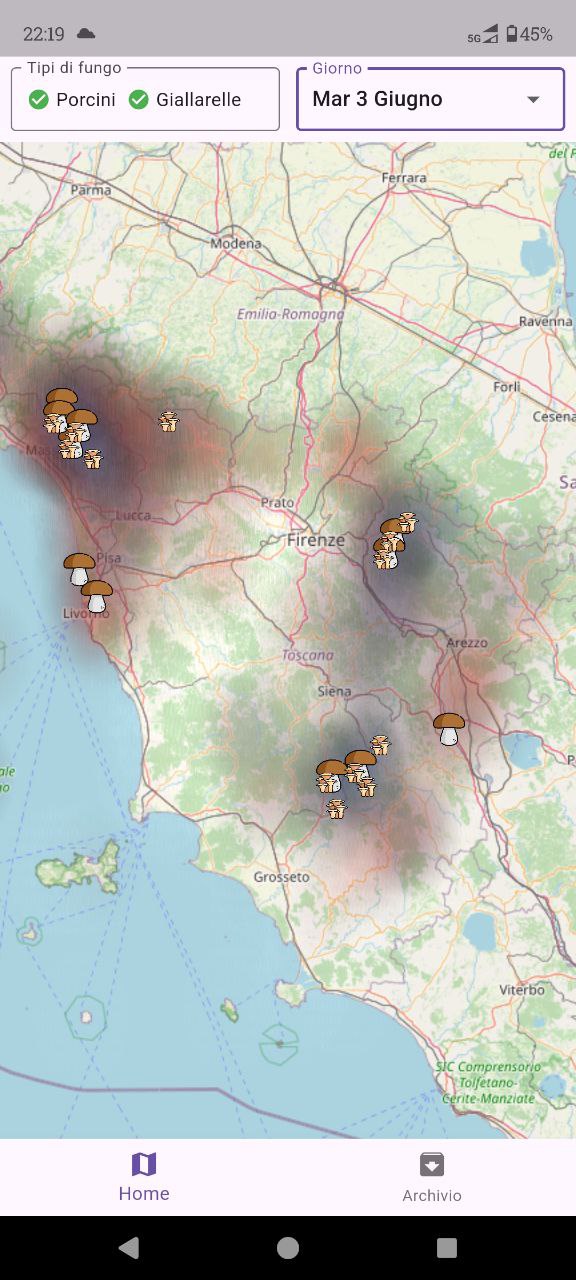 22:19
5G
45%
Tipi di fungo
Giorno
Porcini
Giallarelle
Mar 3 Giugno
del P
Ferrara
Parma
Modena
Emilia-Romagna
Ravenna
Forlì
Cesena
Sa
Mas
Lucca
Prato
Firenze
Pisa
Livorno
Arezzo
Toscana
Siena
P
ale
no
Grosseto
Viterbo
SIC Comprensorio
Tolfetano-
Cerite-Manziate
Home
Archivio